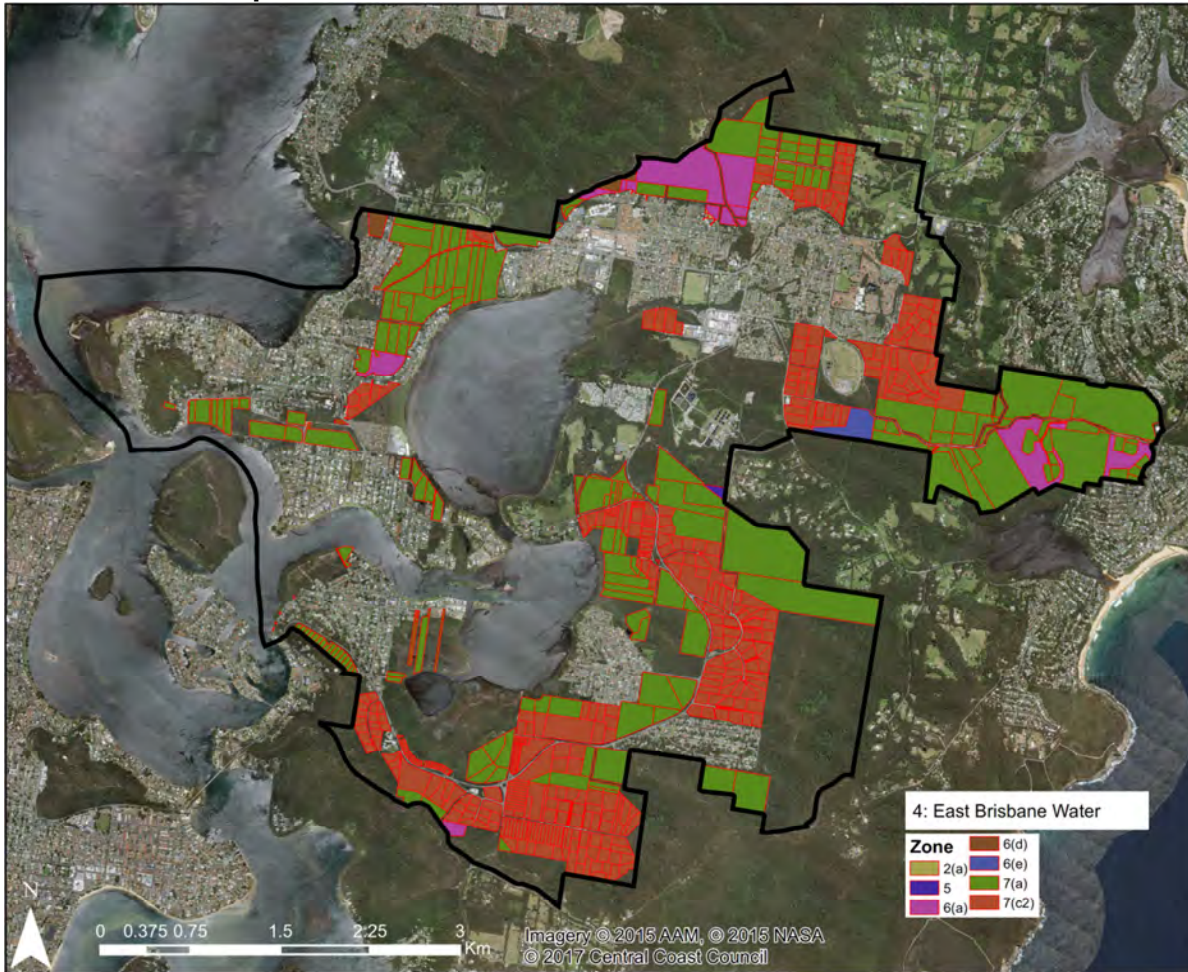 4: East Brisbane Water
Zone
2(a)
5
6(a)
6(d)
6(e)
7(a)
7(c2)
N
0 0.375 0.75 1.5 2.25 3
Km
Imagery © 2015 AAM, © 2015 NASA
© 2017 Central Coast Council